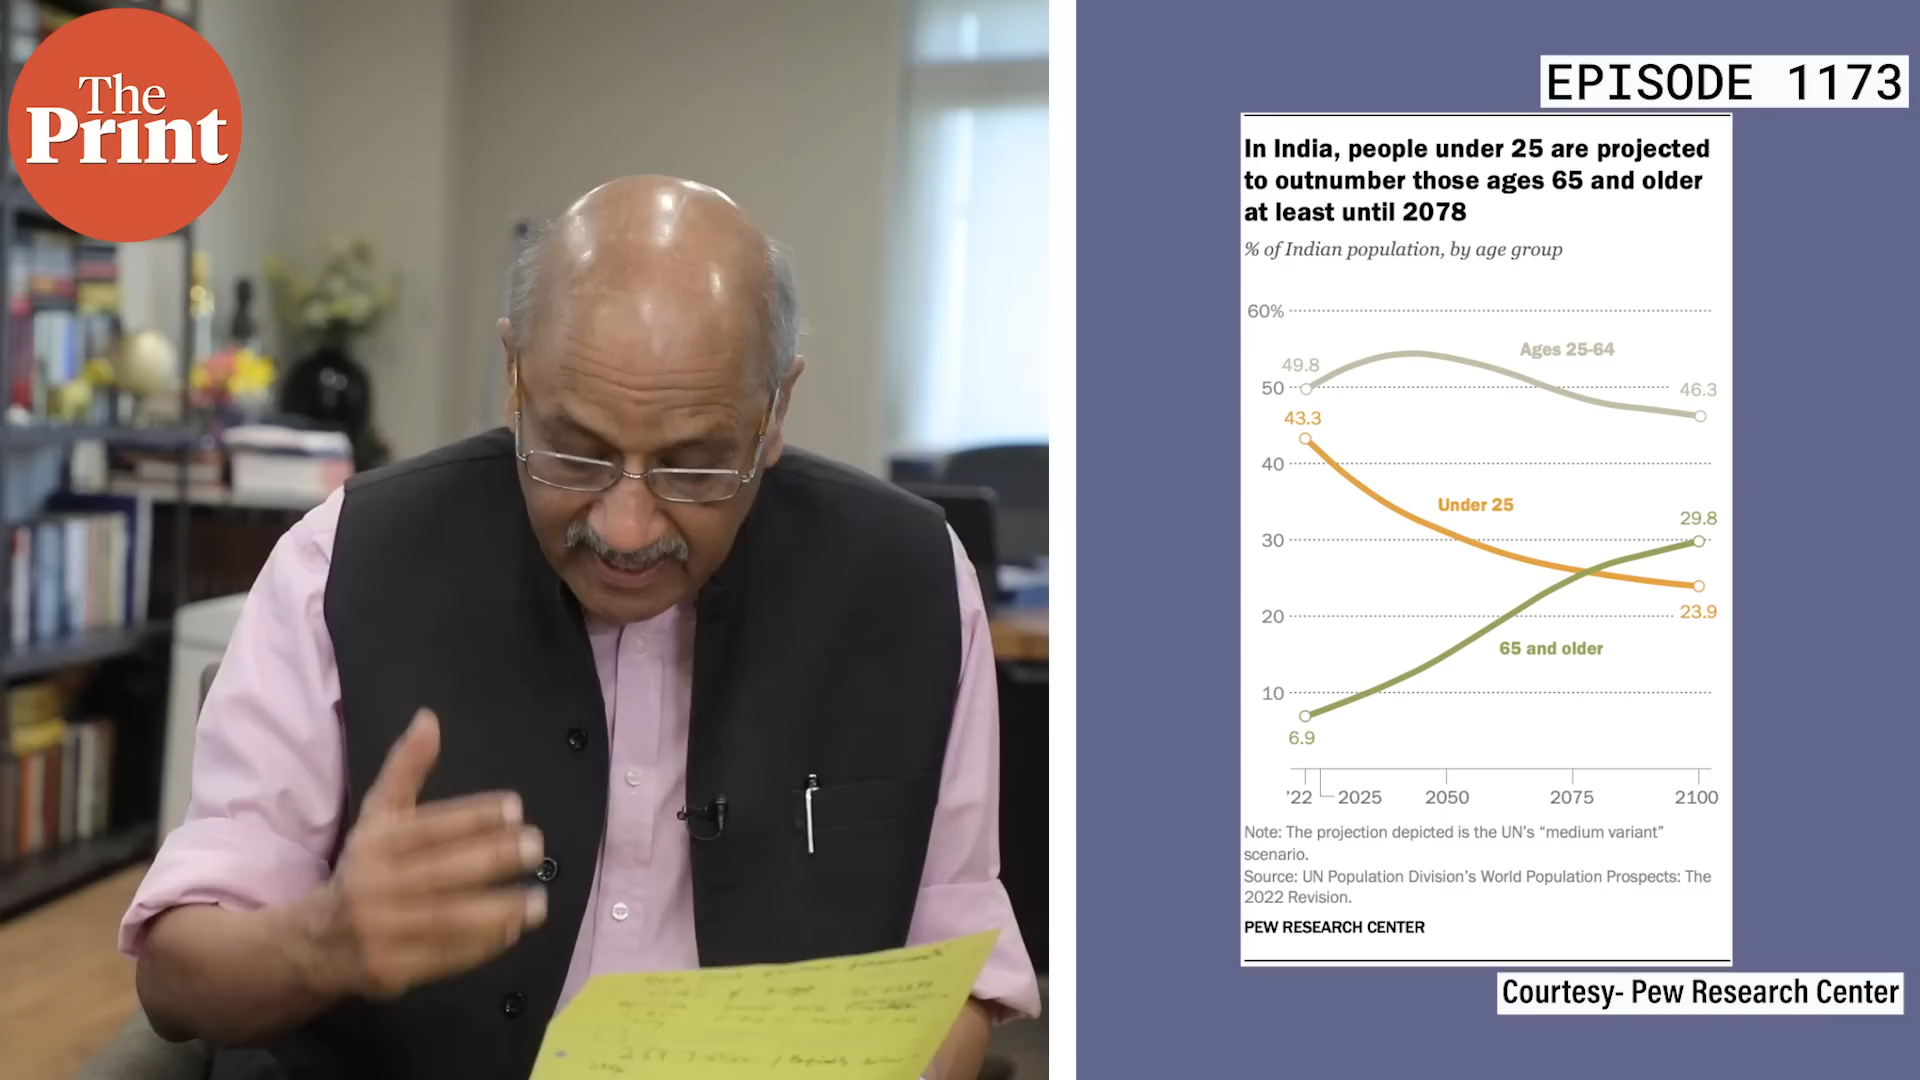 The
Print
EPISODE 1173
In India, people under 25 are projected
to outnumber those ages 65 and older
at least until 2078
% of Indian population, by age group
60%
Ages 25-64
49.8
50
46.3
43.3
40
Under 25
29.8
30
23.9
20
65 and older
10
6.9
'22
2025
2050
2075
2100
Note: The projection depicted is the UN's “medium variant”
scenario.
Source: UN Population Division's World Population Prospects: The
2022 Revision.
PEW RESEARCH CENTER
Courtesy- Pew Research Center